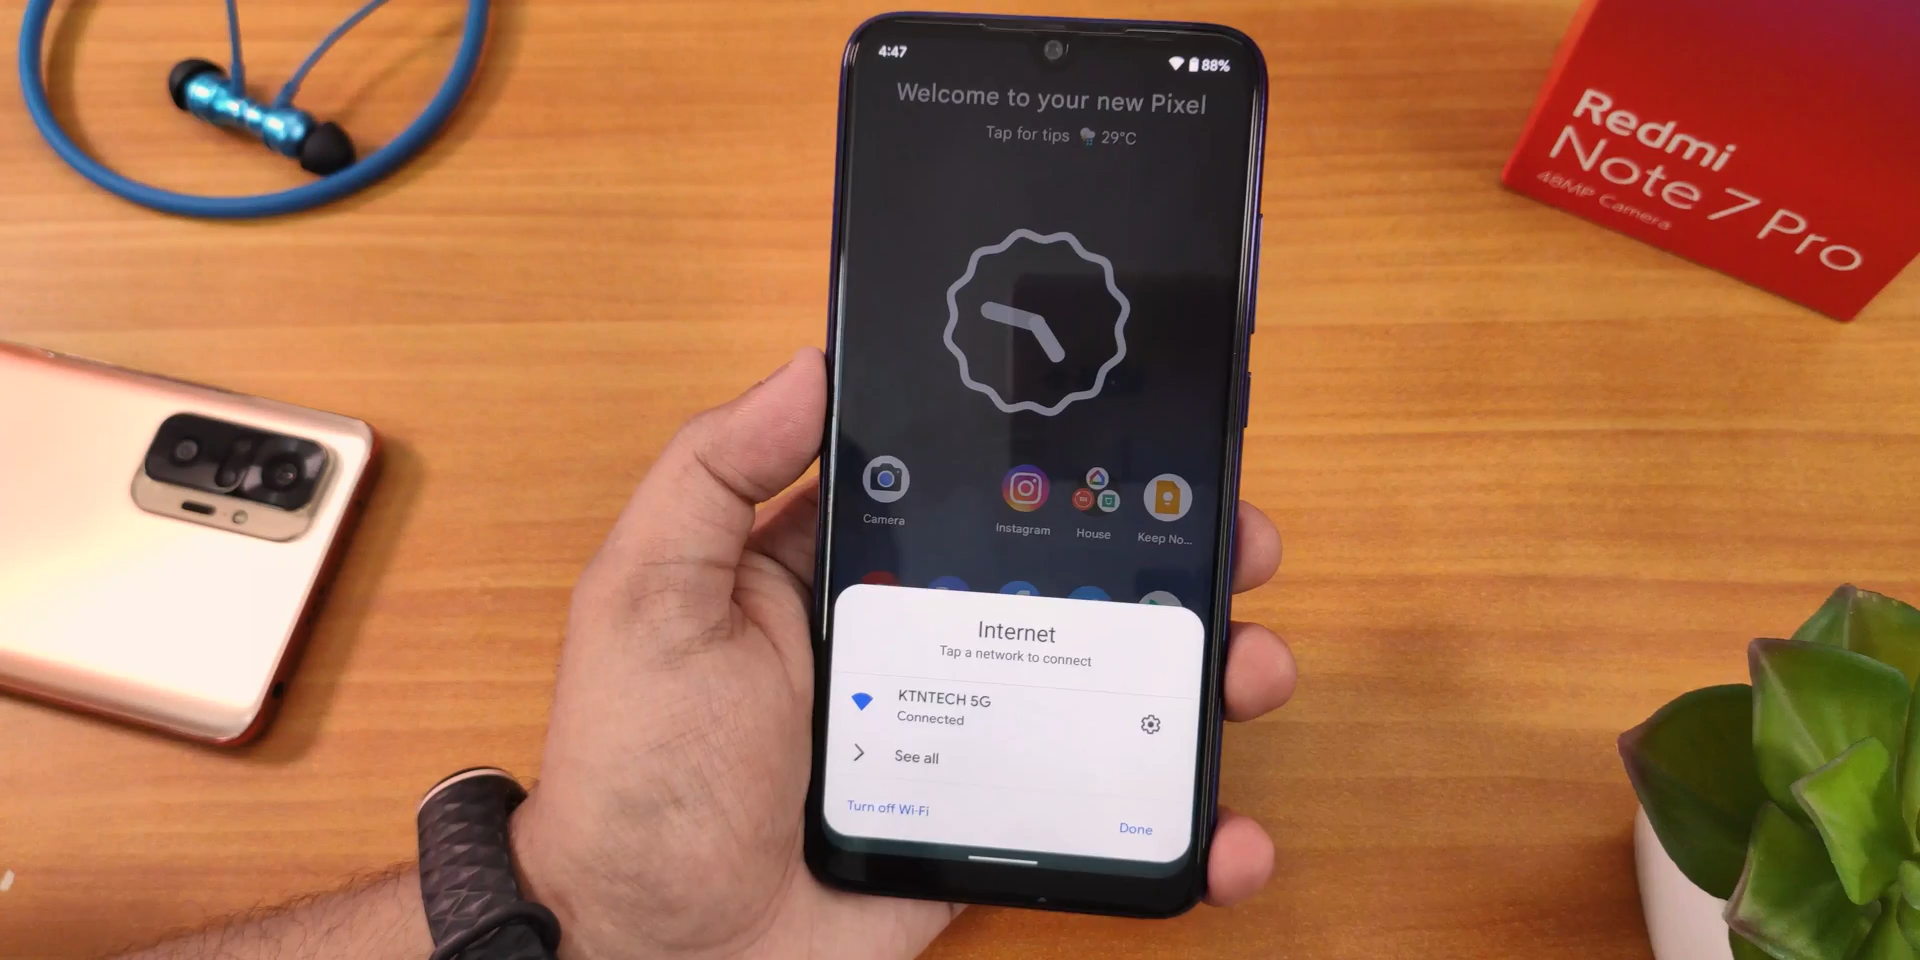 4:47
88%
Welcome to your new Pixel
Tap for tips 29°C
Camera
Instagram
House
Keep No...
Internet
Tap a network to connect
KTNTECH 5G
Connected
See all
Turn off Wi-Fi
Done
Redmi
Note 7 Pro
48MP Camera